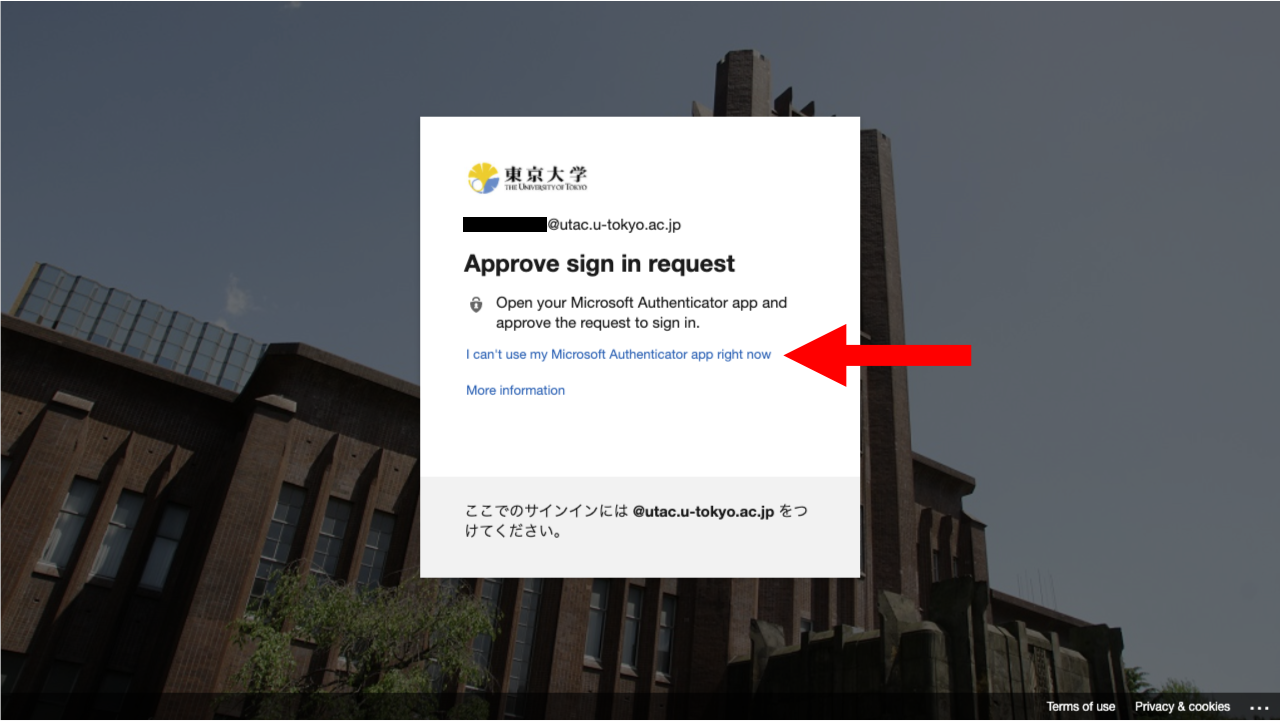 東京大学
THE UNIVERSITY OF TOKYO
@utac.u-tokyo.ac.jp
Approve sign in request
Open your Microsoft Authenticator app and
approve the request to sign in.
I can't use my Microsoft Authenticator app right now
More information
ここでのサインインには @utac.u-tokyo.ac.jp をつ
けてください。
Terms of use Privacy & cookies ...